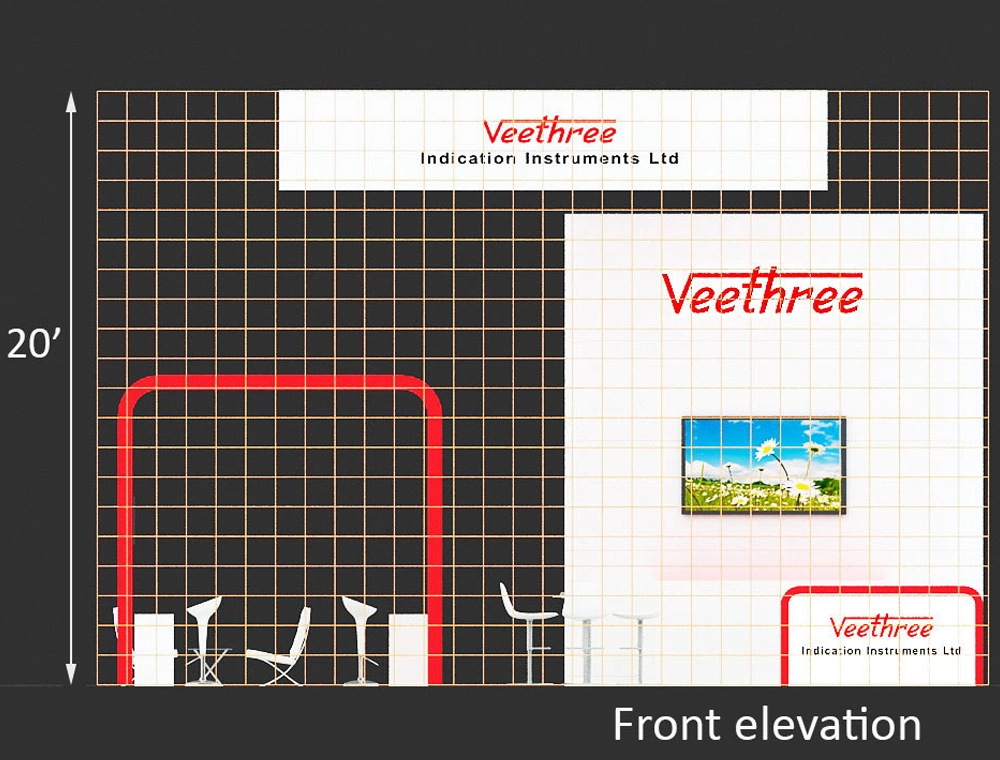 Veethree
Indication Instruments Ltd
Veethree
20’
Veethree
Indication Instruments Ltd
Front elevation